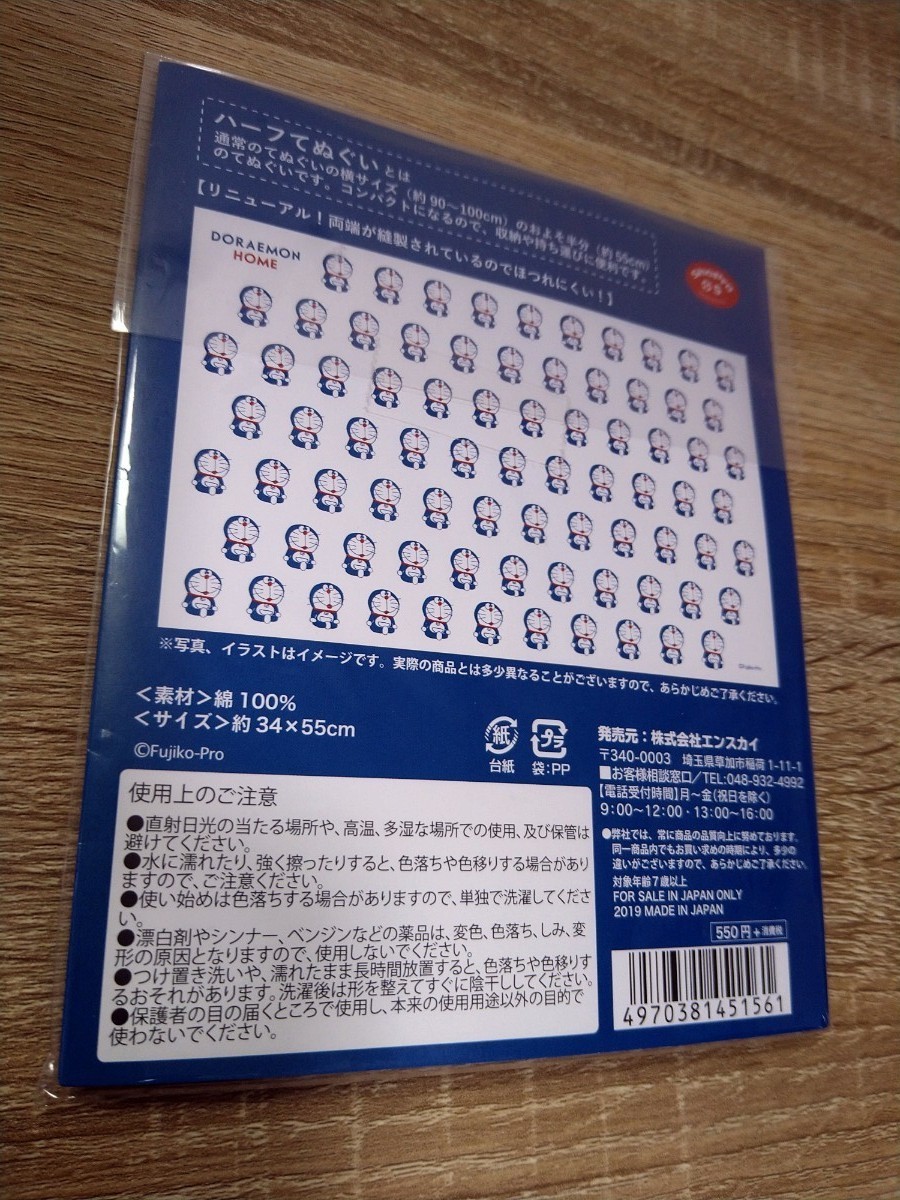 ハーフてぬぐいとは
通常のてぬぐいの横サイズ（約90〜100cm）のおよそ半分（約55cm）
のてぬぐいです。コンパクトになるので、収納や持ち運びに便利です。
【リニューアル！両端が縫製されているのでほつれにくい！】
DORAEMON
HOME
※写真、イラストはイメージです。実際の商品とは多少異なることがございますので、あらかじめご了承ください。
＜素材＞綿100%
＜サイズ＞約34×55cm
©Fujiko-Pro
紙
台紙
プラ
袋:PP
発売元：株式会社エンスカイ
〒340-0003 埼玉県草加市稲荷1-11-1
■お客様相談窓口/TEL:048-932-4992
【電話受付時間】月〜金(祝日を除く)
9:00〜12:00・13:00〜16:00
●弊社では、常に商品の品質向上に努めております。
同一商品内でもお買い求めの時期により、多少の
違いがございますので、あらかじめご了承ください。
対象年齢7歳以上
FOR SALE IN JAPAN ONLY
2019 MADE IN JAPAN
550円+消費税
4970381451561
使用上のご注意
●直射日光の当たる場所や、高温、多湿な場所での使用、及び保管は
避けてください。
●水に濡れたり、強く擦ったりすると、色落ちや色移りする場合があり
ますので、ご注意ください。
●使い始めは色落ちする場合がありますので、単独で洗濯してくださ
い。
●漂白剤やシンナー、ベンジンなどの薬品は、変色、色落ち、しみ、変
形の原因となりますので、使用しないでください。
●つけ置き洗いや、濡れたまま長時間放置すると、色落ちや色移りす
るおそれがあります。洗濯後は形を整えてすぐに陰干ししてください。
●保護者の目の届くところで使用し、本来の使用用途以外の目的で
使わないでください。